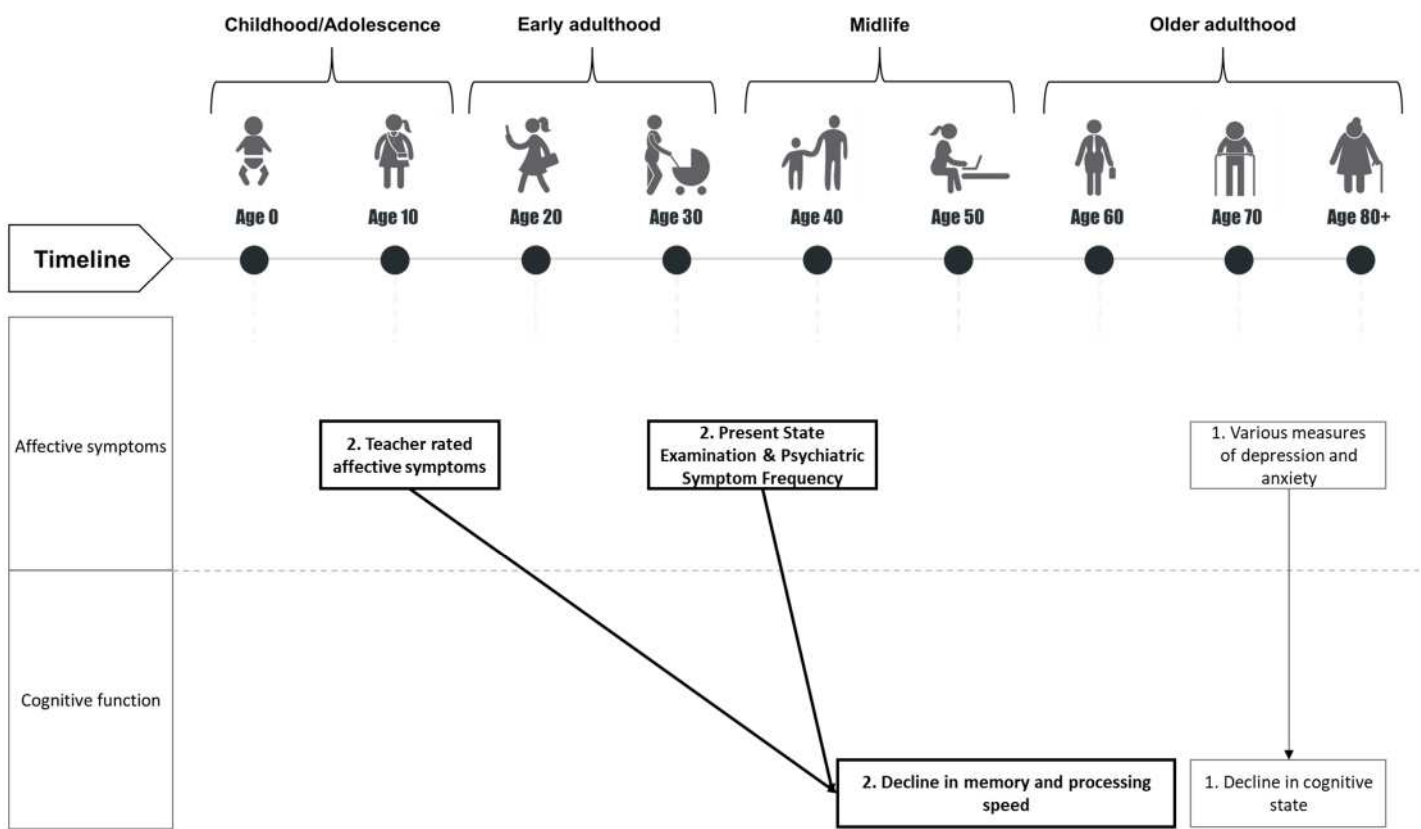 Childhood/Adolescence
Early adulthood
Midlife
Older adulthood
Age 0
Age 10
Age 20
Age 30
Age 40
Age 50
Age 60
Age 70
Age 80+
Timeline
Affective symptoms
2. Teacher rated
affective symptoms
2. Present State
Examination & Psychiatric
Symptom Frequency
1. Various measures
of depression and
anxiety
Cognitive function
2. Decline in memory and processing
speed
1. Decline in cognitive
state